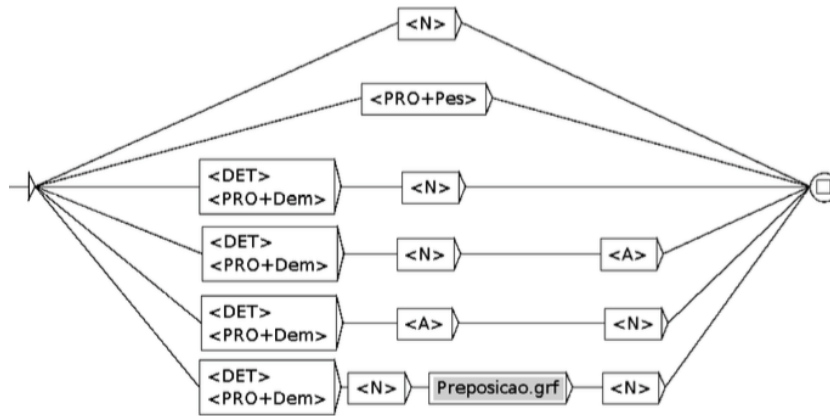 <N>
<PRO+Pes>
<DET>
<PRO+Dem>
<N>
<DET>
<PRO+Dem>
<N>
<A>
<DET>
<PRO+Dem>
<A>
<N>
<DET>
<PRO+Dem>
<N>
Preposicao.grf
<N>